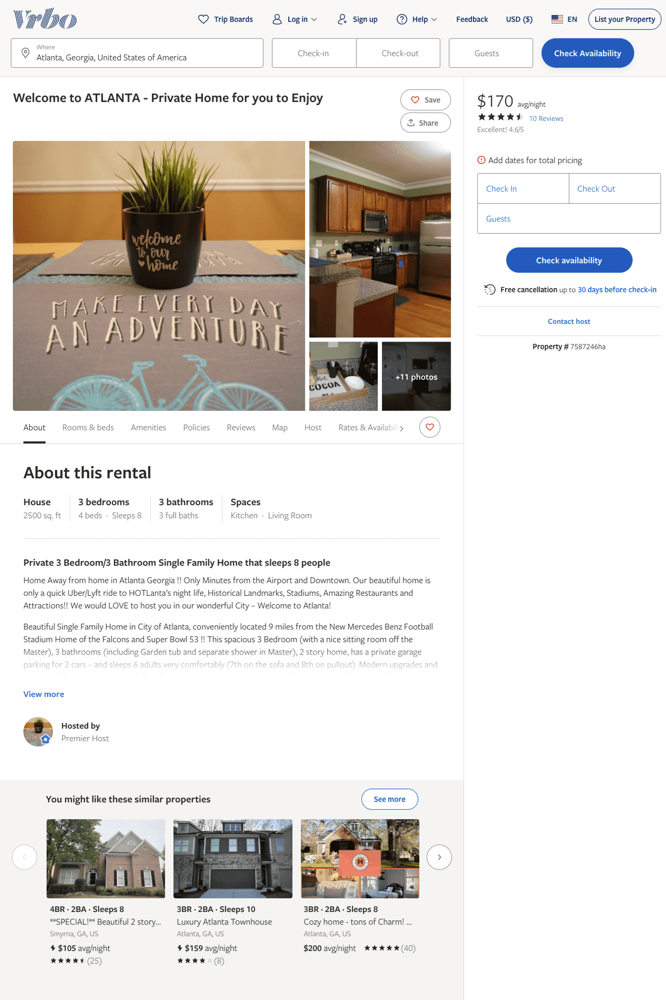 Vrbo
Trip Boards
Log in
Sign up
Help
Feedback
USD ($)
EN
List your Property
Where
Atlanta, Georgia, United States of America
Check-in
Check-out
Guests
Check Availability
Welcome to ATLANTA - Private Home for you to Enjoy
Save
Share
welcome
to our
home
MAKE EVERY DAY
AN ADVENTURE
COCOA
+11 photos
$170 avg/night
10 Reviews
Excellent! 4.6/5
Add dates for total pricing
Check In
Check Out
Guests
Check availability
Free cancellation up to 30 days before check-in
Contact host
Property # 7587246ha
About
Rooms & beds
Amenities
Policies
Reviews
Map
Host
Rates & Availabili
About this rental
House
2500 sq. ft
3 bedrooms
4 beds · Sleeps 8
3 bathrooms
3 full baths
Spaces
Kitchen · Living Room
Private 3 Bedroom/3 Bathroom Single Family Home that sleeps 8 people
Home Away from home in Atlanta Georgia !! Only Minutes from the Airport and Downtown. Our beautiful home is
only a quick Uber/Lyft ride to HOTLanta's night life, Historical Landmarks, Stadiums, Amazing Restaurants and
Attractions!! We would LOVE to host you in our wonderful City – Welcome to Atlanta!
Beautiful Single Family Home in City of Atlanta, conveniently located 9 miles from the New Mercedes Benz Football
Stadium Home of the Falcons and Super Bowl 53 !! This spacious 3 Bedroom (with a nice sitting room off the
Master), 3 bathrooms (including Garden tub and separate shower in Master), 2 story home, has a private garage
parking for 2 cars – and sleeps 6 adults very comfortably (7th on the sofa and 8th on pullout). Modern upgrades and
View more
Hosted by
Premier Host
You might like these similar properties
See more
H
4BR · 2BA · Sleeps 8
**SPECIAL!** Beautiful 2 story...
Smyrna, GA, US
$105 avg/night
(25)
3BR · 2BA · Sleeps 10
Luxury Atlanta Townhouse
Atlanta, GA, US
$159 avg/night
(8)
3BR · 2BA · Sleeps 8
Cozy home - tons of Charm! ...
Atlanta, GA, US
$200 avg/night
(40)